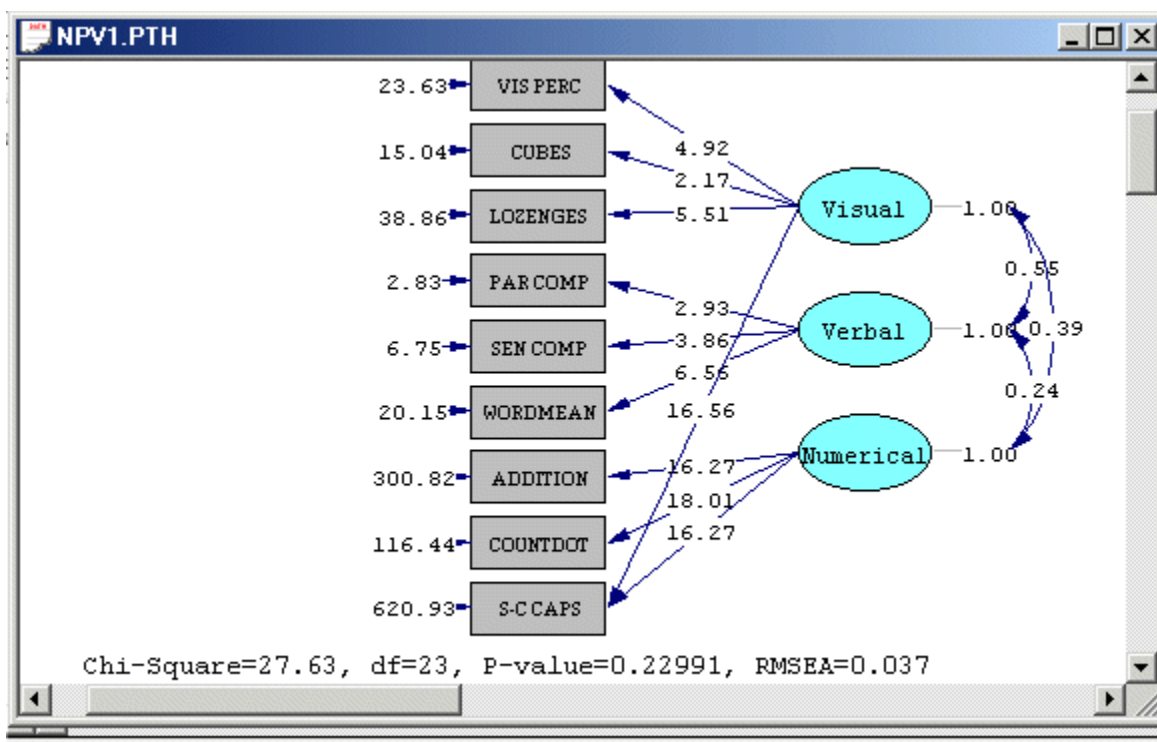 NPV1.PTH
23.63 VIS PERC
4.92
15.04 CUBES
2.17
38.86 LOZENGES 5.51 Visual 1.00
0.55
2.83 PAR COMP
2.93
6.75 SEN COMP 3.86 Verbal 1.00 0.39
6.56
0.24
20.15 WORDMEAN 16.56
Numerical 1.00
300.82 ADDITION 16.27
18.01
116.44 COUNTDOT 16.27
620.93 S-C CAPS
Chi-Square=27.63, df=23, P-value=0.22991, RMSEA=0.037